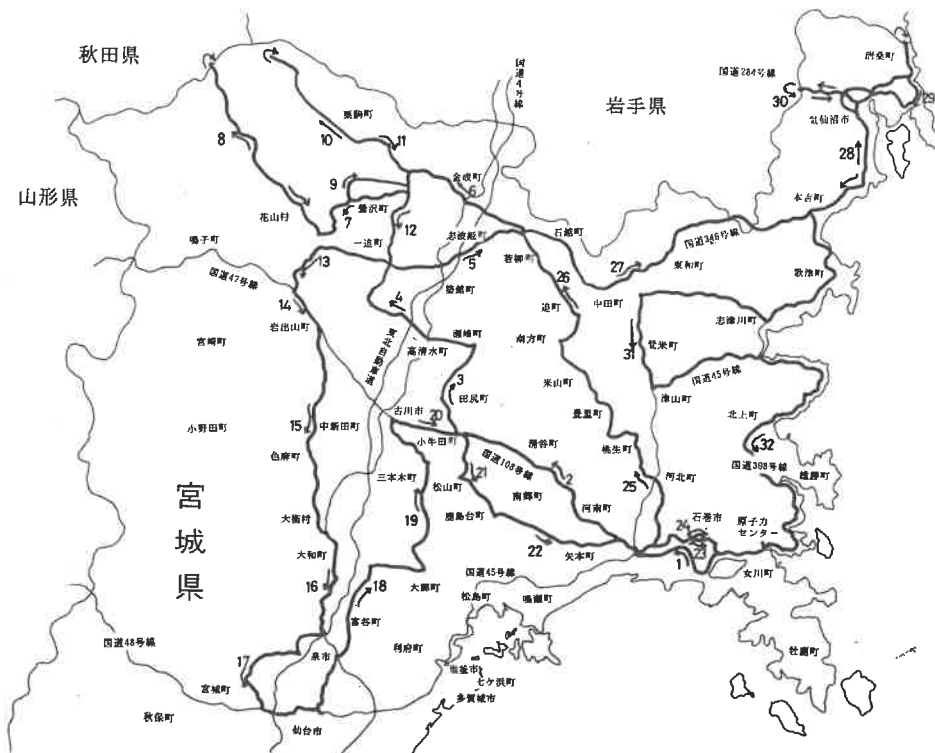 秋田県
国道4号線
唐桑町
国道284号線
岩手県
30
29
気仙沼市
栗駒町
10
11
8
28
金成町
6
山形県
9
本吉町
花山村
7
鶯沢町
12
志波姫町
石越町
国道346号線
鳴子町
一迫町
5
若柳町
27
東和町
歌津町
13
国道47号線
築館町
26
中田町
14
4
迫町
志津川町
岩出山町
瀬峰町
南方町
31
登米町
宮崎町
東北自動車道
高清水町
国道45号線
3
米山町
津山町
古川市
20
田尻町
豊里町
北上町
小野田町
15
中新田町
小牛田町
涌谷町
桃生町
32
色麻町
国道108号線
国道398号線
三本木町
松山町
21
2
25
河北町
雄勝町
宮城県
19
南郷町
河南町
大衡村
鹿島台町
24
石巻市
原子力
センター
大和町
22
矢本町
1
23
女川町
16
18
国道45号線
大郷町
松島町
鳴瀬町
富谷町
国道48号線
泉市
利府町
牡鹿町
17
塩釜市
宮城町
七ケ浜町
多賀城市
秋保町
仙台市